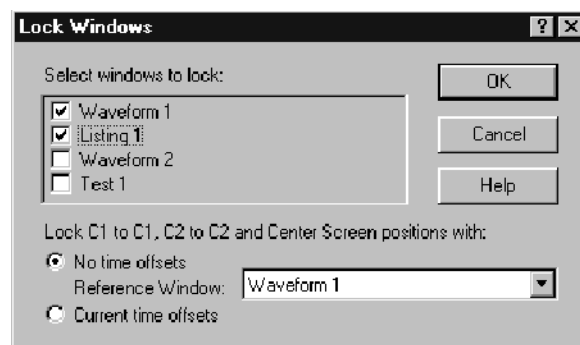 Lock Windows
Select windows to lock:
OK
Waveform 1
Listing 1
Waveform 2
Test 1
Cancel
Help
Lock C1 to C1, C2 to C2 and Center Screen positions with:
No time offsets
Reference Window: Waveform 1
Current time offsets